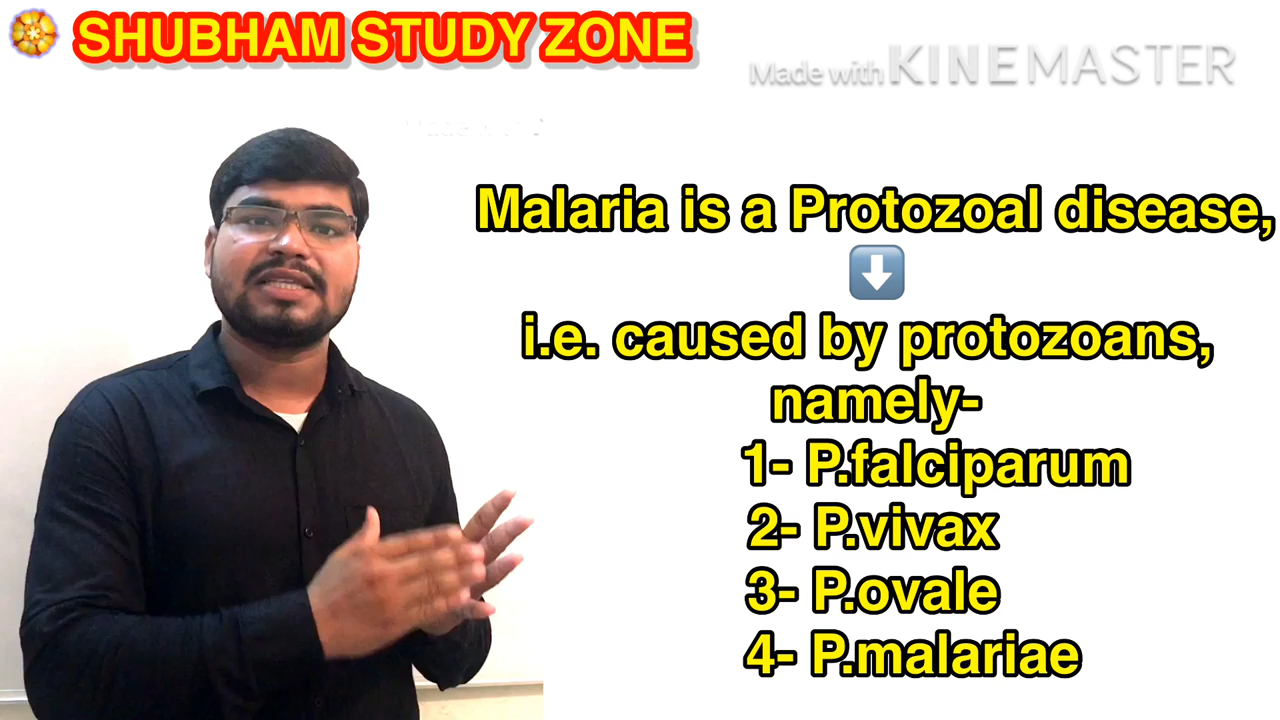 SHUBHAM STUDY ZONE
Made with KINEMASTER
Malaria is a Protozoal disease,
i.e. caused by protozoans,
namely-
1- P.falciparum
2- P.vivax
3- P.ovale
4- P.malariae